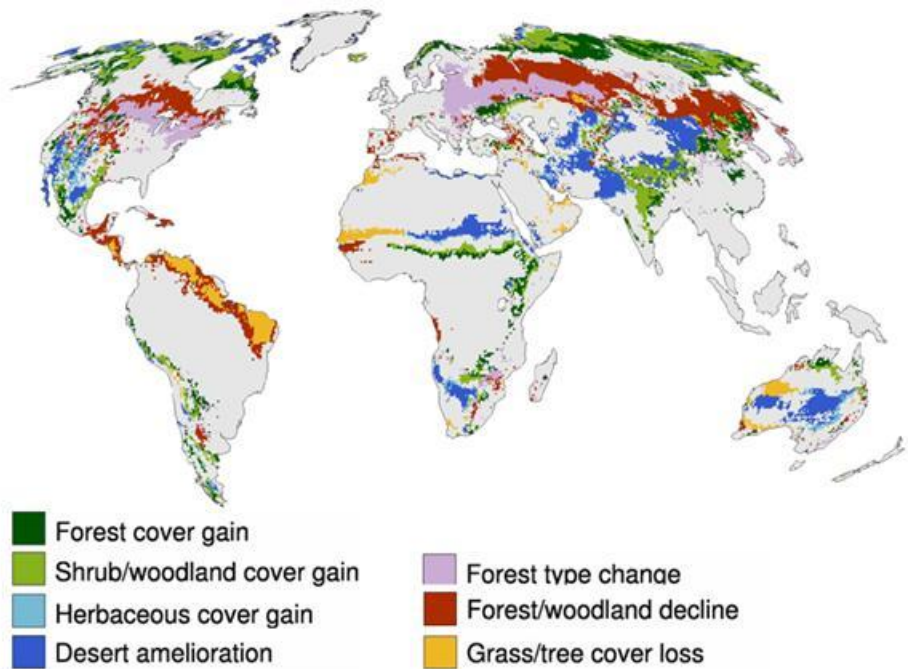 Forest cover gain
Shrub/woodland cover gain
Herbaceous cover gain
Desert amelioration
Forest type change
Forest/woodland decline
Grass/tree cover loss